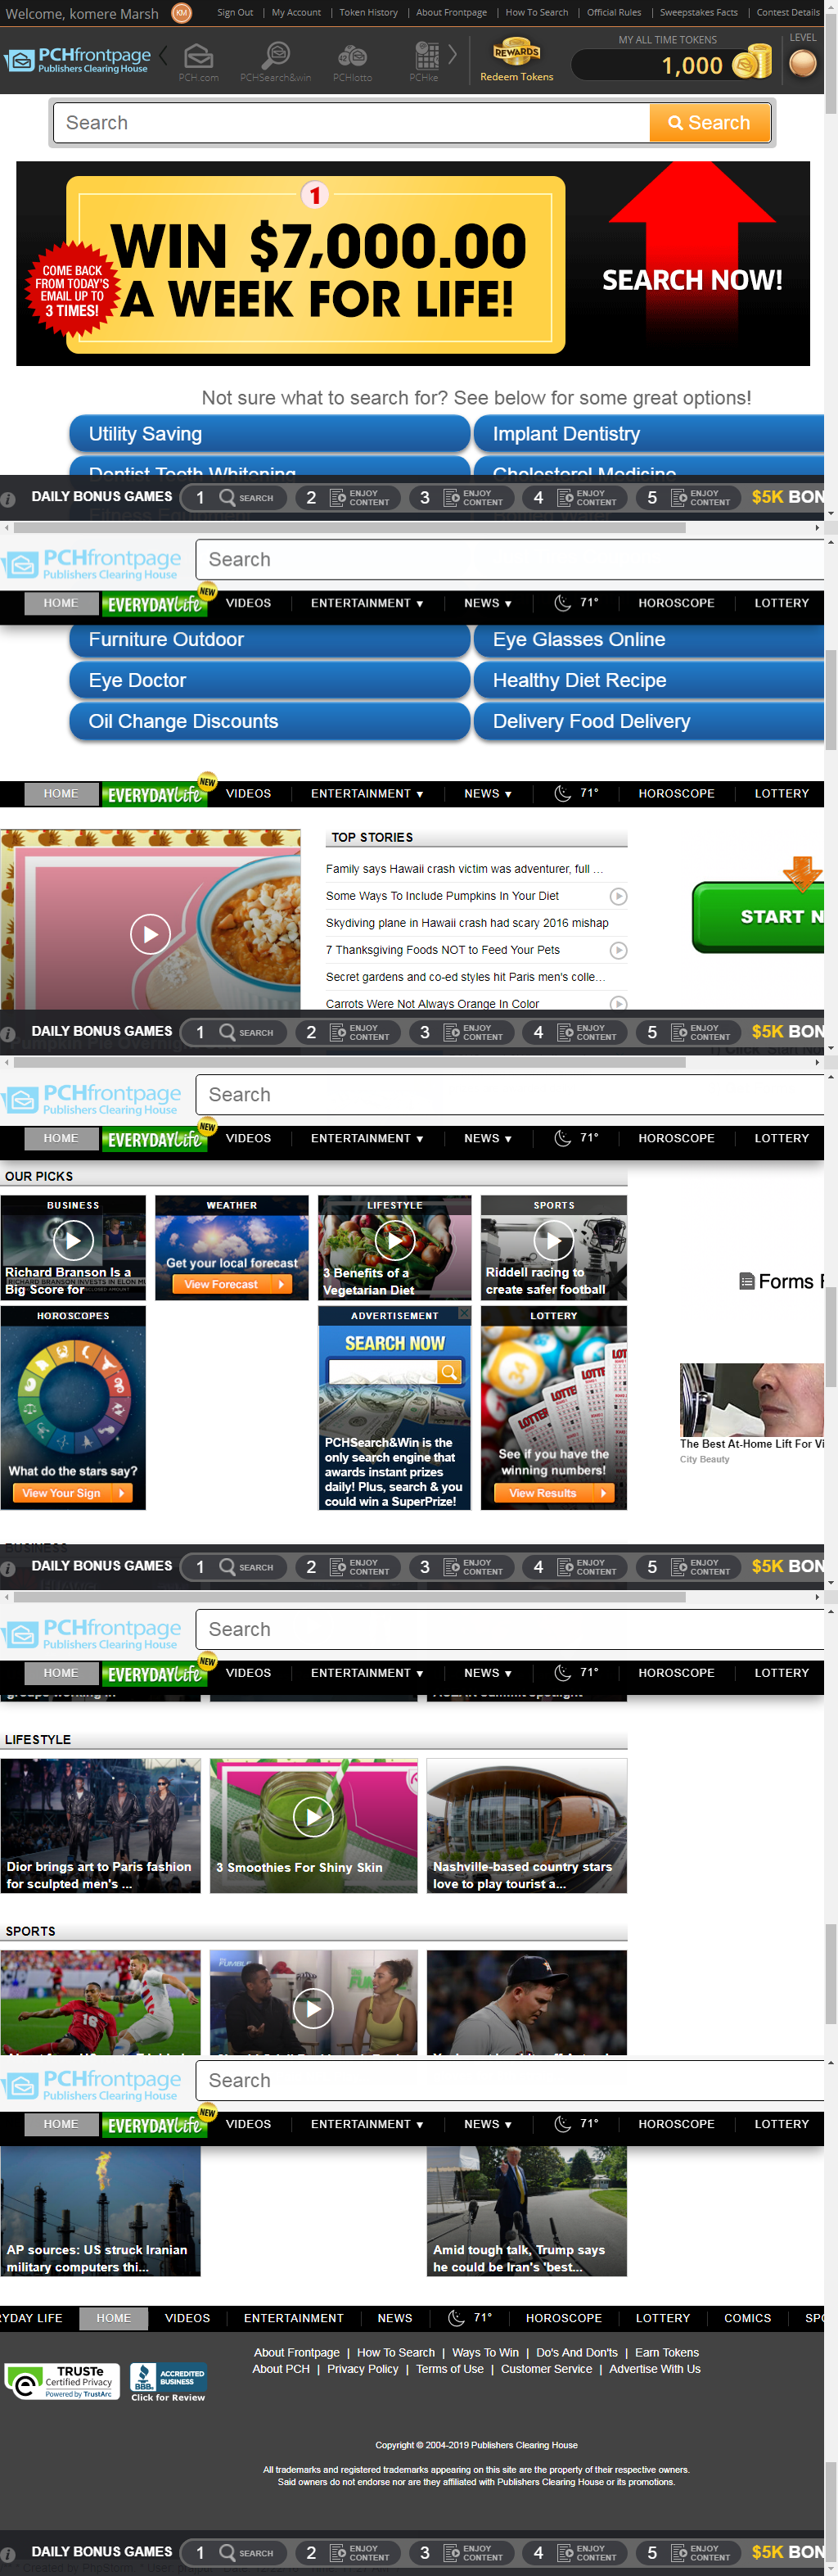 Welcome, komere Marsh KM Sign Out | My Account | Token History | About Frontpage | How To Search | Official Rules | Sweepstakes Facts | Contest Details
PCHfrontpage
Publishers Clearing House
PCH.com PCHSearch&win PCHlotto PCHke
REWARDS
Redeem Tokens
MY ALL TIME TOKENS
1,000
LEVEL
Search Search
1
WIN $7,000.00
A WEEK FOR LIFE!
COME BACK
FROM TODAY'S
EMAIL UP TO
3 TIMES!
SEARCH NOW!
Not sure what to search for? See below for some great options!
Utility Saving Implant Dentistry
Dentist Teeth Whitening Cholesterol Medicine
Fitness Equipment Bottled Water
DAILY BONUS GAMES 1 SEARCH 2 ENJOY CONTENT 3 ENJOY CONTENT 4 ENJOY CONTENT 5 ENJOY CONTENT $5K BON
PCHfrontpage
Publishers Clearing House
Search
HOME EVERYDAY Life NEW VIDEOS ENTERTAINMENT ▼ NEWS ▼ 71° HOROSCOPE LOTTERY
Furniture Outdoor Eye Glasses Online
Eye Doctor Healthy Diet Recipe
Oil Change Discounts Delivery Food Delivery
HOME EVERYDAY Life NEW VIDEOS ENTERTAINMENT ▼ NEWS ▼ 71° HOROSCOPE LOTTERY
TOP STORIES
Family says Hawaii crash victim was adventurer, full ...
Some Ways To Include Pumpkins In Your Diet
Skydiving plane in Hawaii crash had scary 2016 mishap
7 Thanksgiving Foods NOT to Feed Your Pets
Secret gardens and co-ed styles hit Paris men's colle...
Carrots Were Not Always Orange In Color
START N
Pumpkin Pie Overnight
DAILY BONUS GAMES 1 SEARCH 2 ENJOY CONTENT 3 ENJOY CONTENT 4 ENJOY CONTENT 5 ENJOY CONTENT $5K BON
PCHfrontpage
Publishers Clearing House
Search
HOME EVERYDAY Life NEW VIDEOS ENTERTAINMENT ▼ NEWS ▼ 71° HOROSCOPE LOTTERY
OUR PICKS
BUSINESS
Richard Branson Is a
Big Score for
WEATHER
Get your local forecast
View Forecast
LIFESTYLE
3 Benefits of a
Vegetarian Diet
SPORTS
Riddell racing to
create safer football
Forms F
HOROSCOPES
What do the stars say?
View Your Sign
ADVERTISEMENT
SEARCH NOW
PCHSearch&Win is the
only search engine that
awards instant prizes
daily! Plus, search & you
could win a SuperPrize!
LOTTERY
See if you have the
winning numbers!
View Results
The Best At-Home Lift For Vi
City Beauty
BUSINESS
DAILY BONUS GAMES 1 SEARCH 2 ENJOY CONTENT 3 ENJOY CONTENT 4 ENJOY CONTENT 5 ENJOY CONTENT $5K BON
PCHfrontpage
Publishers Clearing House
Search
HOME EVERYDAY Life NEW VIDEOS ENTERTAINMENT ▼ NEWS ▼ 71° HOROSCOPE LOTTERY
LIFESTYLE
Dior brings art to Paris fashion
for sculpted men's ...
3 Smoothies For Shiny Skin
Nashville-based country stars
love to play tourist a...
SPORTS
PCHfrontpage
Publishers Clearing House
Search
HOME EVERYDAY Life NEW VIDEOS ENTERTAINMENT ▼ NEWS ▼ 71° HOROSCOPE LOTTERY
AP sources: US struck Iranian
military computers thi...
Amid tough talk, Trump says
he could be Iran's 'best...
RYDAY LIFE HOME VIDEOS ENTERTAINMENT NEWS 71° HOROSCOPE LOTTERY COMICS SPO
About Frontpage | How To Search | Ways To Win | Do's And Don'ts | Earn Tokens
About PCH | Privacy Policy | Terms of Use | Customer Service | Advertise With Us
TRUSTe
Certified Privacy
Powered by TrustArc
BBB. ACCREDITED BUSINESS
Click for Review
Copyright © 2004-2019 Publishers Clearing House
All trademarks and registered trademarks appearing on this site are the property of their respective owners.
Said owners do not endorse nor are they affiliated with Publishers Clearing House or its promotions.
DAILY BONUS GAMES 1 SEARCH 2 ENJOY CONTENT 3 ENJOY CONTENT 4 ENJOY CONTENT 5 ENJOY CONTENT $5K BON